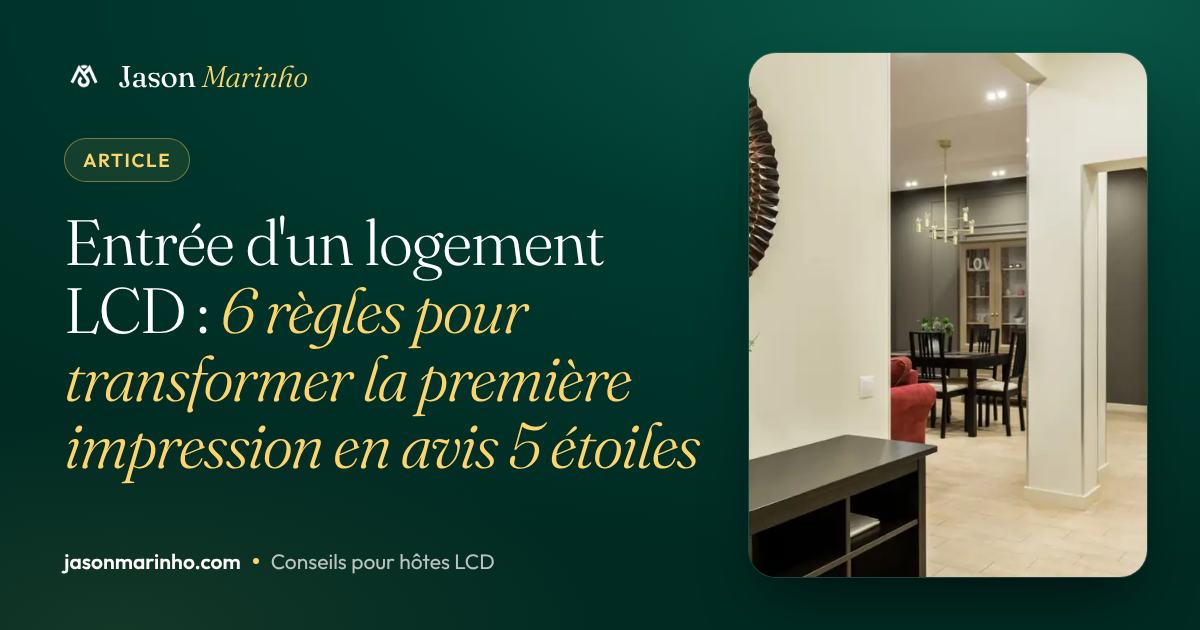 Jason Marinho
ARTICLE
Entrée d'un logement
LCD : 6 règles pour
transformer la première
impression en avis 5 étoiles
jasonmarinho.com • Conseils pour hôtes LCD
LOV